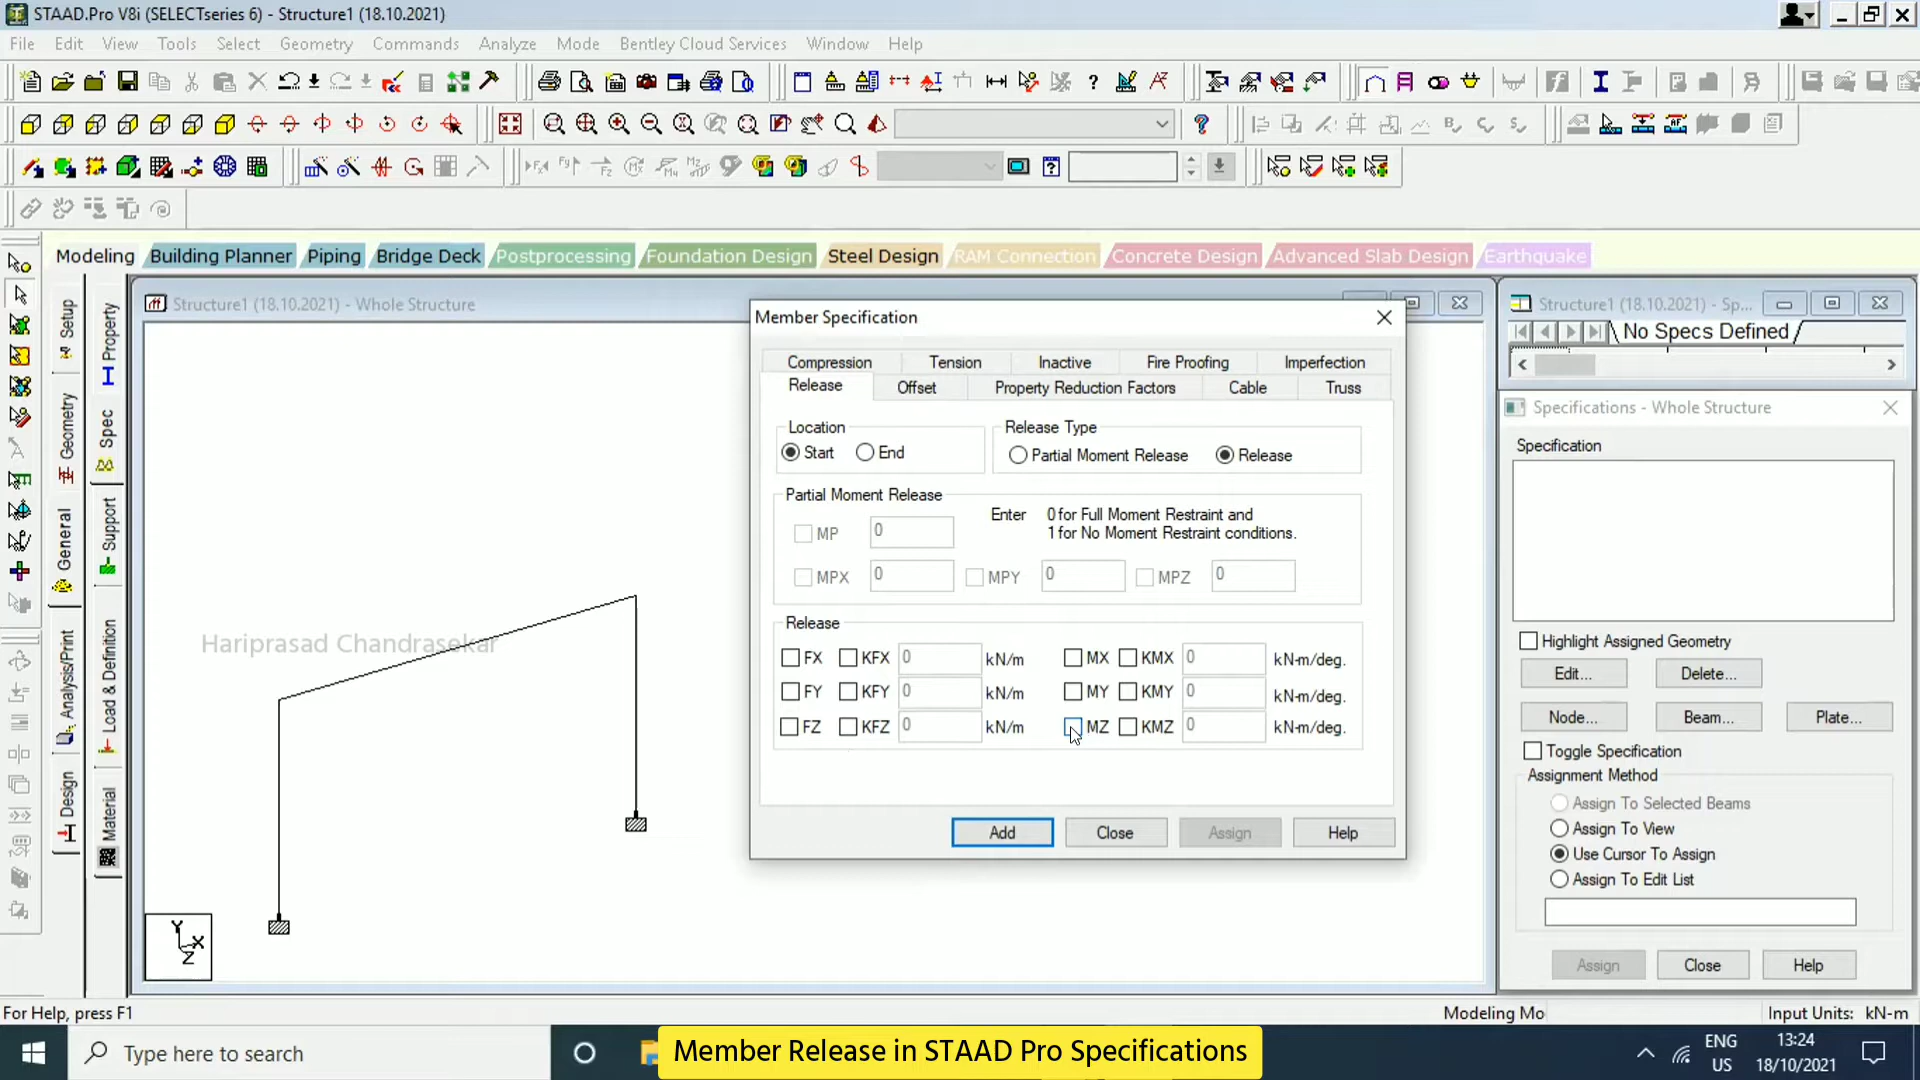 STAAD.Pro V8i (SELECTseries 6) - Structure1 (18.10.2021)
File Edit View Tools Select Geometry Commands Analyze Mode Bentley Cloud Services Window Help
Modeling Building Planner Piping Bridge Deck Postprocessing Foundation Design Steel Design RAM Connection Concrete Design Advanced Slab Design Earthquake
Setup
Geometry
General
Analysis/Print
Design
Property
Spec
Support
Load & Definition
Material
Structure1 (18.10.2021) - Whole Structure
Hariprasad Chandrasekar
Y
X
Z
Member Specification
Compression Tension Inactive Fire Proofing Imperfection
Release Offset Property Reduction Factors Cable Truss
Location
Start End
Release Type
Partial Moment Release Release
Partial Moment Release
Enter 0 for Full Moment Restraint and
1 for No Moment Restraint conditions.
MP 0
MPX 0 MPY 0 MPZ 0
Release
FX KFX 0 kN/m MX KMX 0 kN-m/deg.
FY KFY 0 kN/m MY KMY 0 kN-m/deg.
FZ KFZ 0 kN/m MZ KMZ 0 kN-m/deg.
Add Close Assign Help
Structure1 (18.10.2021) - Sp...
No Specs Defined
Specifications - Whole Structure
Specification
Highlight Assigned Geometry
Edit... Delete...
Node... Beam... Plate...
Toggle Specification
Assignment Method
Assign To Selected Beams
Assign To View
Use Cursor To Assign
Assign To Edit List
Assign Close Help
For Help, press F1
Modeling Mo
Input Units: kN-m
Type here to search
Member Release in STAAD Pro Specifications
ENG
US
13:24
18/10/2021